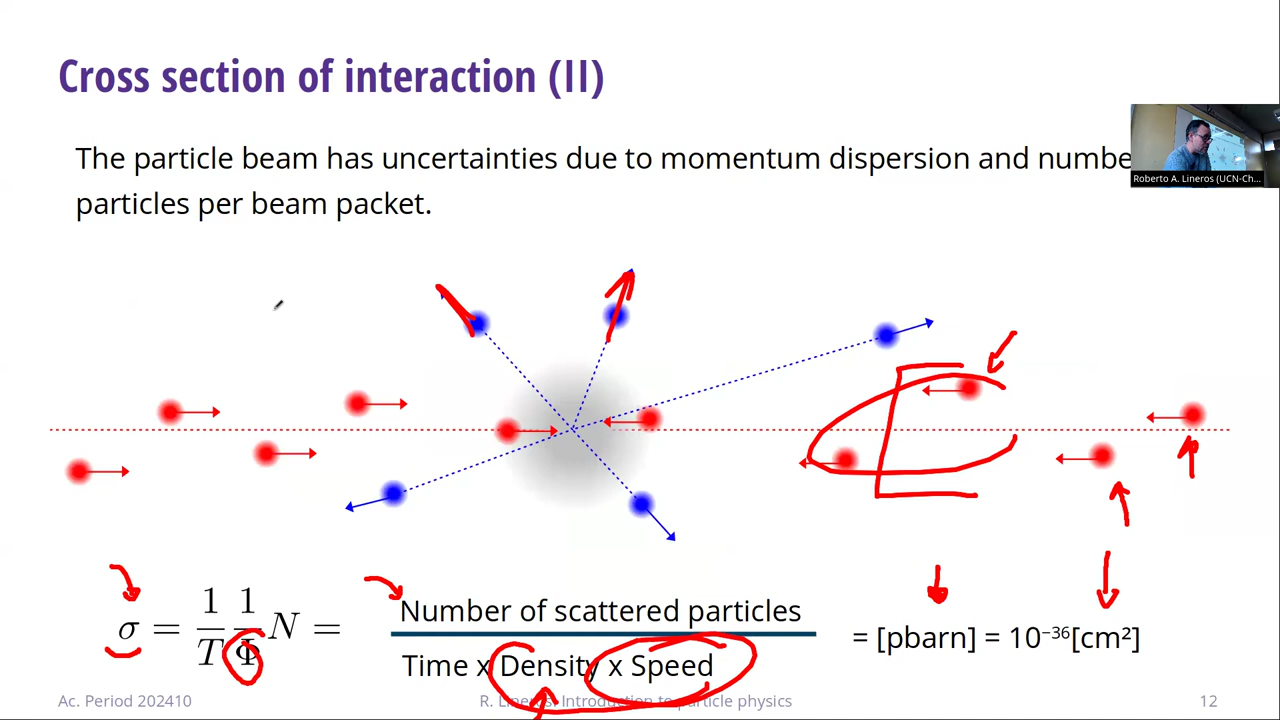 Cross section of interaction (II)
The particle beam has uncertainties due to momentum dispersion and numbe
particles per beam packet.
Roberto A. Lineros (UCN-Ch...
σ = 1/T 1/Φ N = Number of scattered particles
Time x Density x Speed
= [pbarn] = 10⁻³⁶[cm²]
Ac. Period 202410
R. Lineros, Introduction to particle physics
12